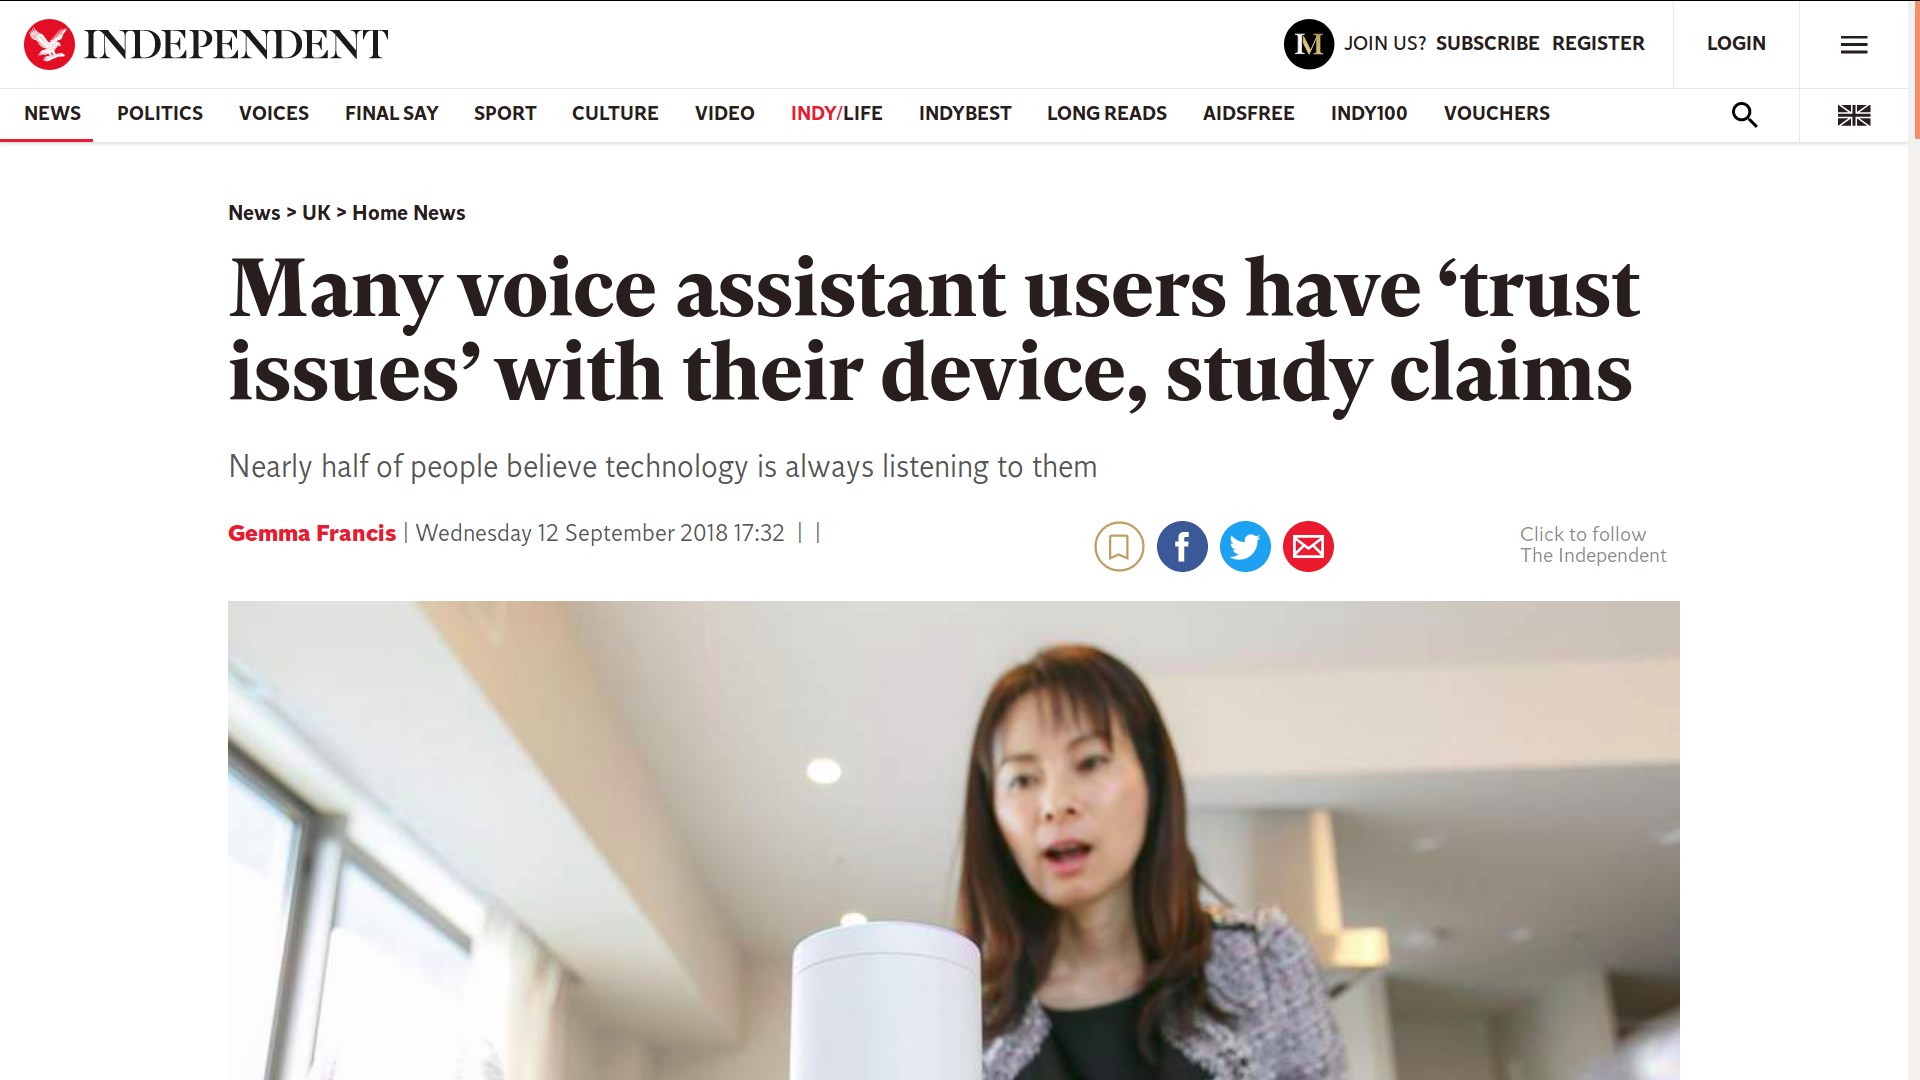 INDEPENDENT
IM JOIN US? SUBSCRIBE REGISTER LOGIN
NEWS POLITICS VOICES FINAL SAY SPORT CULTURE VIDEO INDY/LIFE INDYBEST LONG READS AIDSFREE INDY100 VOUCHERS
News > UK > Home News
Many voice assistant users have ‘trust
issues’ with their device, study claims
Nearly half of people believe technology is always listening to them
Gemma Francis | Wednesday 12 September 2018 17:32 | |
Click to follow
The Independent